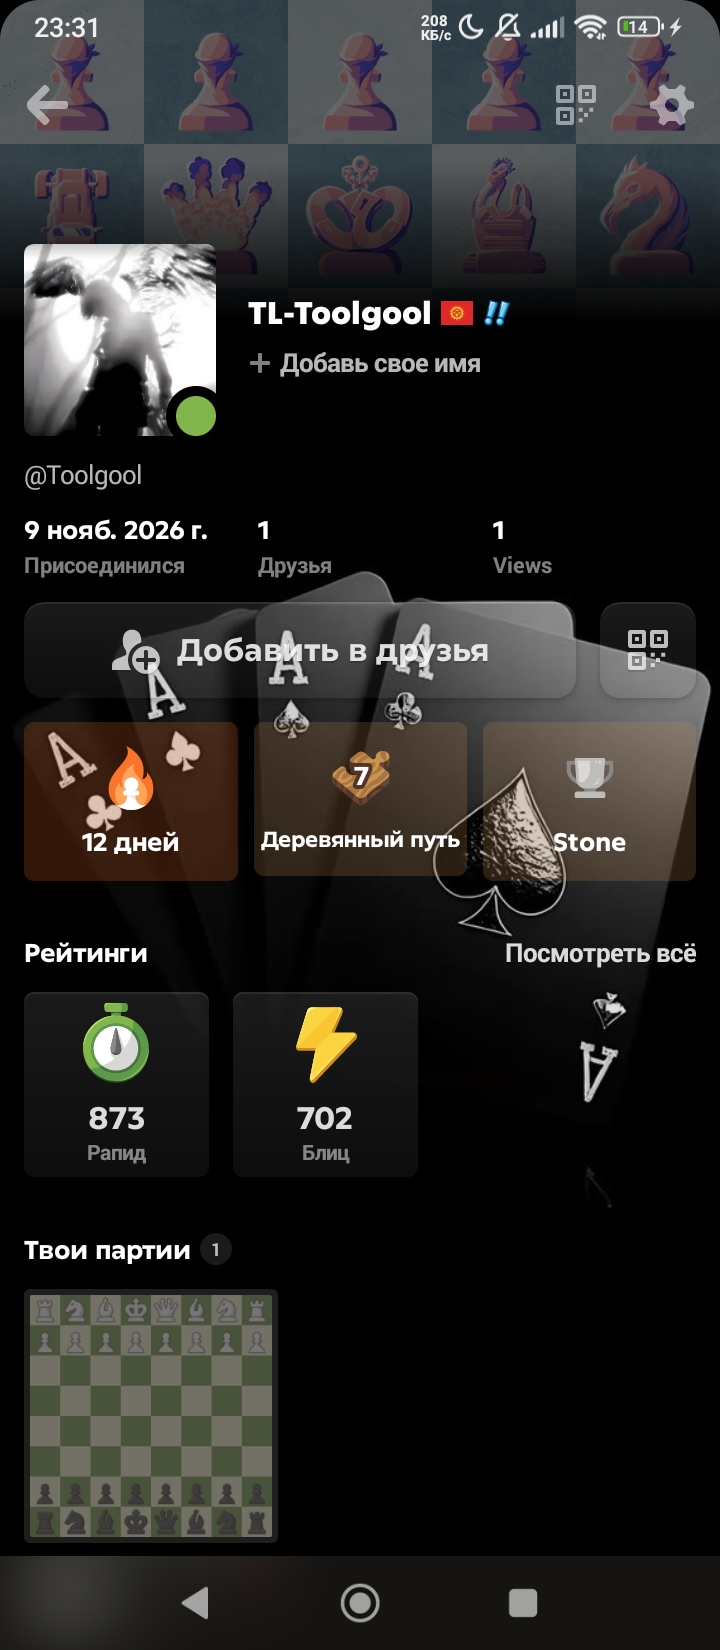 23:31
208
КБ/с
14
TL-Toolgool
Добавь свое имя
@Toolgool
9 нояб. 2026 г.
1
1
Присоединился
Друзья
Views
Добавить в друзья
A
A
A
A
7
12 дней
Деревянный путь
Stone
Рейтинги
Посмотреть всё
A
873
702
Рапид
Блиц
Твои партии
1